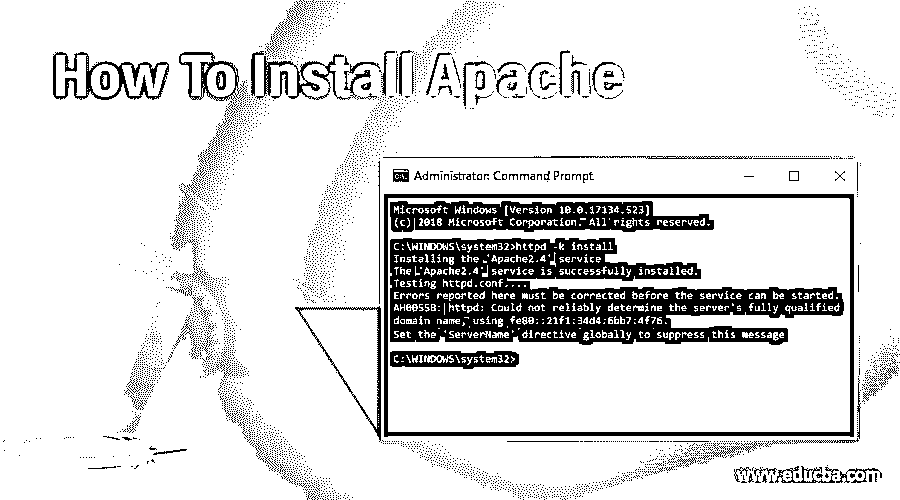 How To Install Apache
Administrator: Command Prompt
Microsoft Windows [Version 10.0.17134.523]
(c) 2018 Microsoft Corporation. All rights reserved.
C:\WINDOWS\system32>httpd -k install
Installing the 'Apache2.4' service
The 'Apache2.4' service is successfully installed.
Testing httpd.conf....
Errors reported here must be corrected before the service can be started.
AH00558: httpd: Could not reliably determine the server's fully qualified
domain name, using fe80::21f1:34d4:6bb7:4f76.
Set the 'ServerName' directive globally to suppress this message
C:\WINDOWS\system32>
www.educba.com